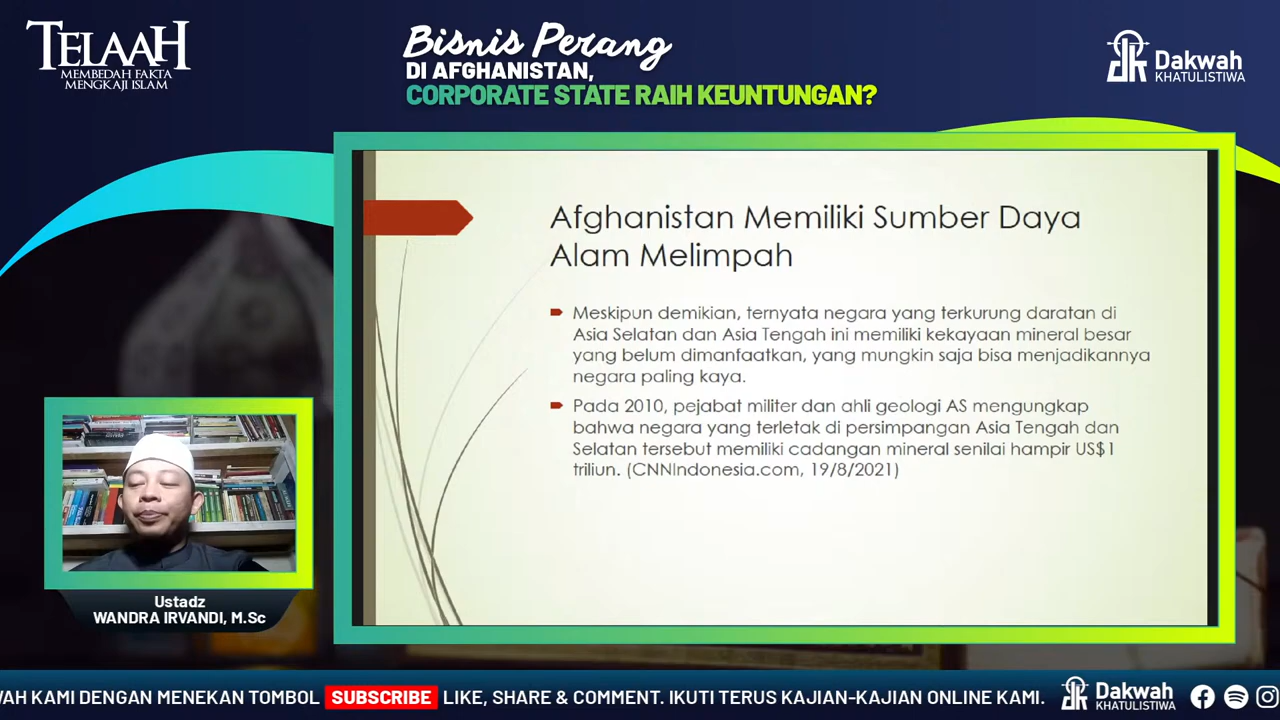 TELAAH
MEMBEDAH FAKTA
MENGKAJI ISLAM
Bisnis Perang
DI AFGHANISTAN,
CORPORATE STATE RAIH KEUNTUNGAN?
Dakwah
KHATULISTIWA
Afghanistan Memiliki Sumber Daya
Alam Melimpah
Meskipun demikian, ternyata negara yang terkurung daratan di
Asia Selatan dan Asia Tengah ini memiliki kekayaan mineral besar
yang belum dimanfaatkan, yang mungkin saja bisa menjadikannya
negara paling kaya.
Pada 2010, pejabat militer dan ahli geologi AS mengungkap
bahwa negara yang terletak di persimpangan Asia Tengah dan
Selatan tersebut memiliki cadangan mineral senilai hampir US$1
triliun. (CNNIndonesia.com, 19/8/2021)
Ustadz
WANDRA IRVANDI, M.Sc
WAH KAMI DENGAN MENEKAN TOMBOL SUBSCRIBE LIKE, SHARE & COMMENT. IKUTI TERUS KAJIAN-KAJIAN ONLINE KAMI.
Dakwah
KHATULISTIWA